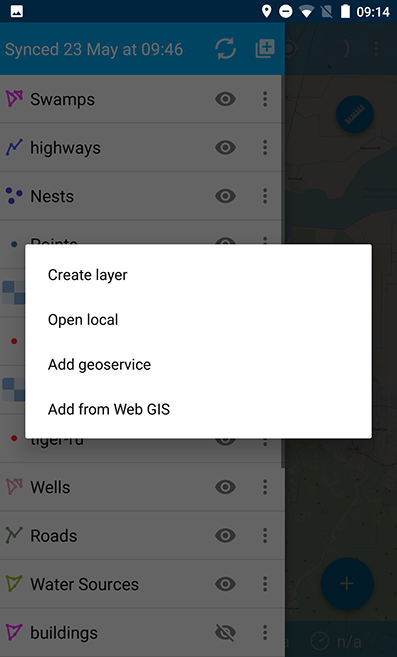 09:14
Synced 23 May at 09:46
Swamps
highways
Nests
Points
Create layer
Open local
Add geoservice
Add from Web GIS
tiger-ru
Wells
Roads
Water Sources
buildings
n/a